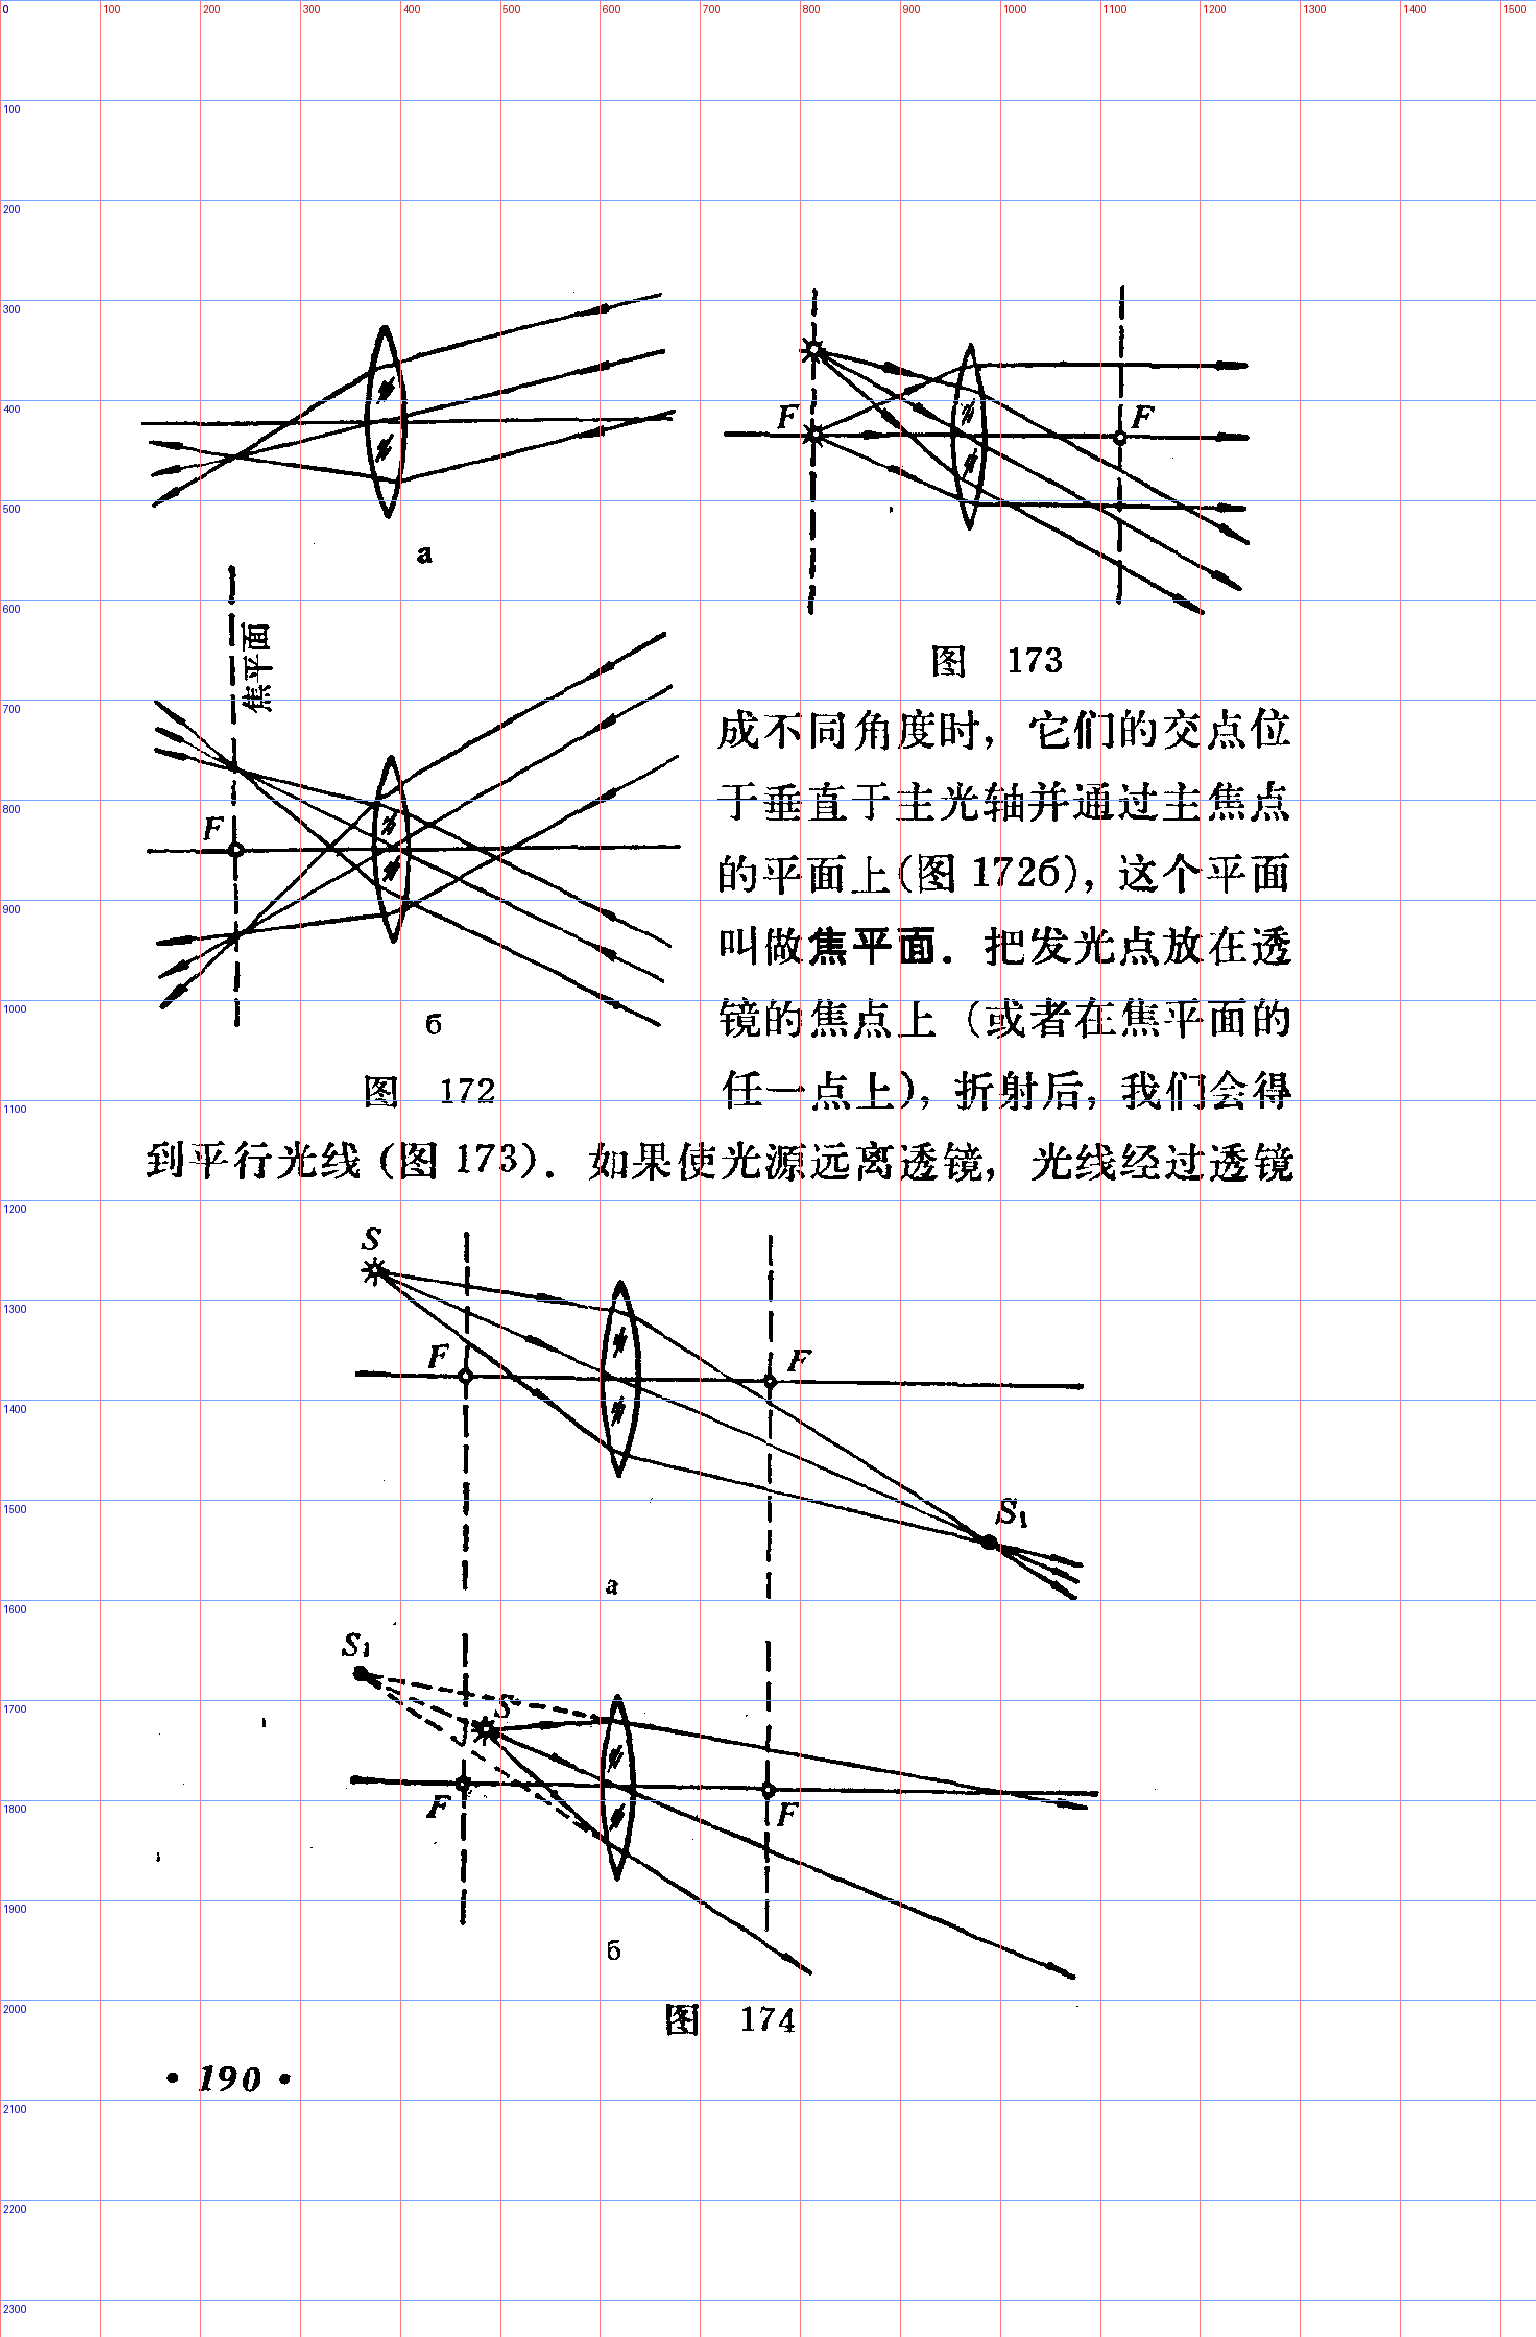 a
焦平面
F
б
图 172
F
F
图 173
成不同角度时, 它们的交点位
于垂直于主光轴并通过主焦点
的平面上(图 172б), 这个平面
叫做焦平面. 把发光点放在透
镜的焦点上 (或者在焦平面的
任一点上), 折射后, 我们会得
到平行光线 (图 173). 如果使光源远离透镜, 光线经过透镜
S
F
F
S₁
a
S₁
S
F
F
б
图 174
• 190 •